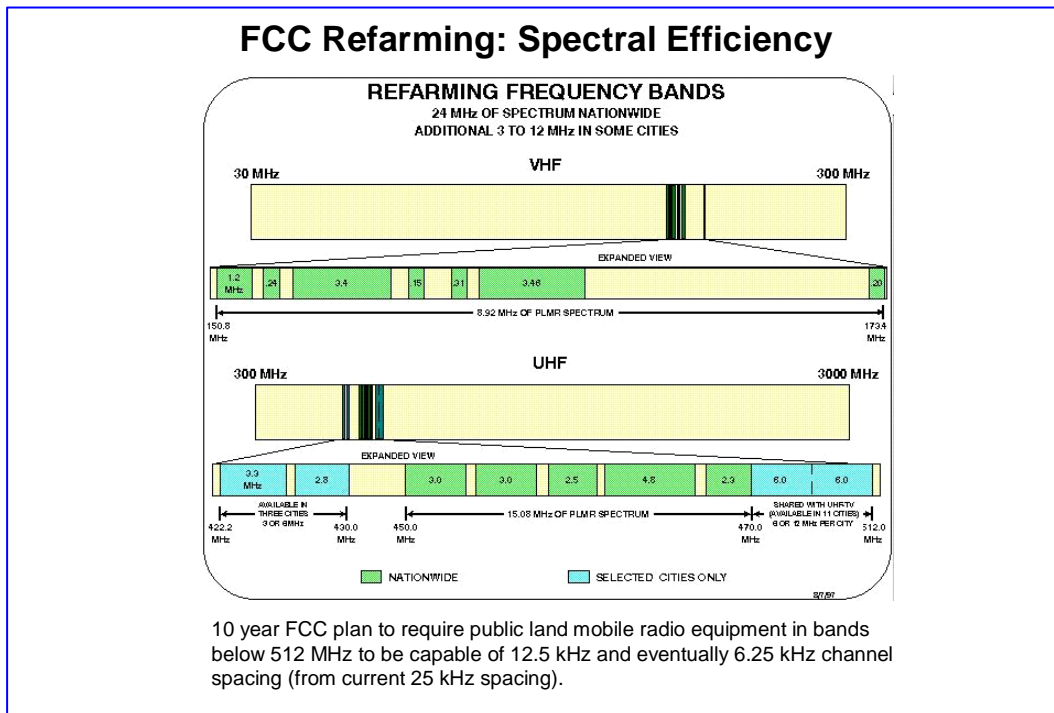 FCC Refarming: Spectral Efficiency
REFARMING FREQUENCY BANDS
24 MHz OF SPECTRUM NATIONWIDE
ADDITIONAL 3 TO 12 MHz IN SOME CITIES
VHF
30 MHz
300 MHz
EXPANDED VIEW
1.2 MHz
.24
3.4
.15
.31
3.46
.20
8.92 MHz OF PLMR SPECTRUM
150.8 MHz
173.4 MHz
UHF
300 MHz
3000 MHz
EXPANDED VIEW
3.3 MHz
2.8
3.0
3.0
2.5
4.8
2.3
6.0
6.0
AVAILABLE IN
THREE CITIES
3 OR 6MHz
15.08 MHz OF PLMR SPECTRUM
SHARED WITH UHF-TV
(AVAILABLE IN 11 CITIES)
6 OR 12 MHz PER CITY
422.2 MHz
430.0 MHz
450.0 MHz
470.0 MHz
512.0 MHz
NATIONWIDE
SELECTED CITIES ONLY
8/7/97
10 year FCC plan to require public land mobile radio equipment in bands
below 512 MHz to be capable of 12.5 kHz and eventually 6.25 kHz channel
spacing (from current 25 kHz spacing).